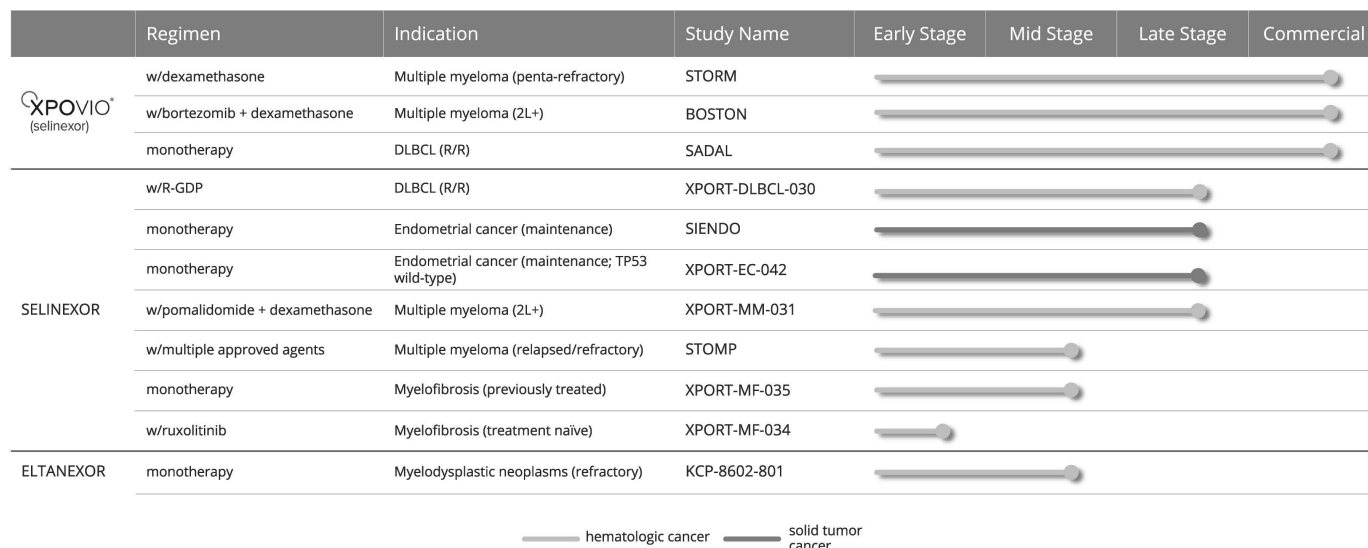 Regimen Indication Study Name Early Stage Mid Stage Late Stage Commercial
w/dexamethasone Multiple myeloma (penta-refractory) STORM
XPOVIO®
(selinexor)
w/bortezomib + dexamethasone Multiple myeloma (2L+) BOSTON
monotherapy DLBCL (R/R) SADAL
w/R-GDP DLBCL (R/R) XPORT-DLBCL-030
monotherapy Endometrial cancer (maintenance) SIENDO
monotherapy Endometrial cancer (maintenance; TP53
wild-type) XPORT-EC-042
SELINEXOR w/pomalidomide + dexamethasone Multiple myeloma (2L+) XPORT-MM-031
w/multiple approved agents Multiple myeloma (relapsed/refractory) STOMP
monotherapy Myelofibrosis (previously treated) XPORT-MF-035
w/ruxolitinib Myelofibrosis (treatment naïve) XPORT-MF-034
ELTANEXOR monotherapy Myelodysplastic neoplasms (refractory) KCP-8602-801
hematologic cancer solid tumor
cancer